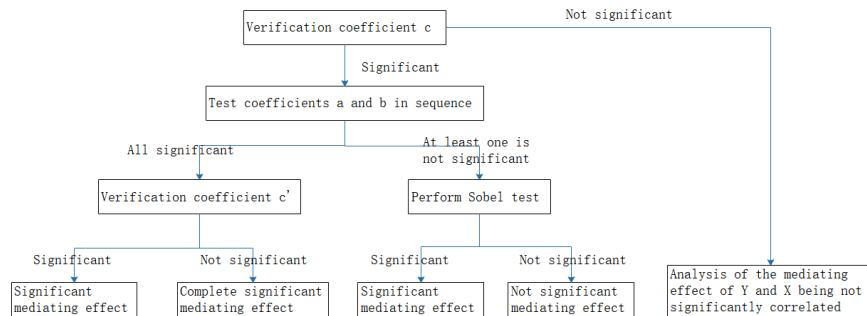 Not significant
Verification coefficient c
Significant
Test coefficients a and b in sequence
All significant
At least one is
not significant
Verification coefficient c'
Perform Sobel test
Significant
Not significant
Significant
Not significant
Significant
mediating effect
Complete significant
mediating effect
Significant
mediating effect
Not significant
mediating effect
Analysis of the mediating
effect of Y and X being not
significantly correlated